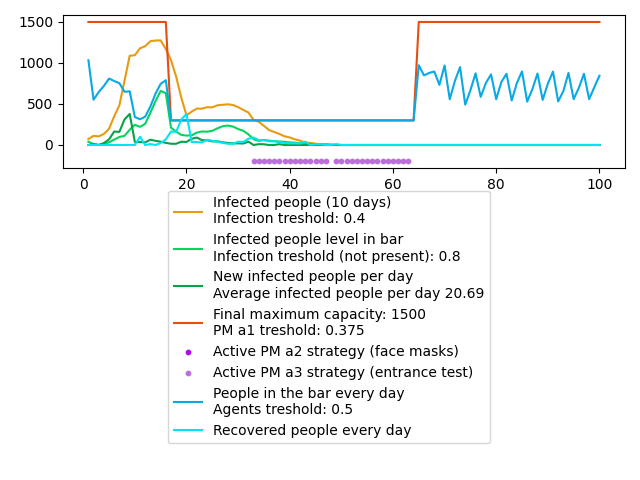 1500
1000
500
0
0 20 40 60 80 100
Infected people (10 days)
Infection treshold: 0.4
Infected people level in bar
Infection treshold (not present): 0.8
New infected people per day
Average infected people per day 20.69
Final maximum capacity: 1500
PM a1 treshold: 0.375
Active PM a2 strategy (face masks)
Active PM a3 strategy (entrance test)
People in the bar every day
Agents treshold: 0.5
Recovered people every day